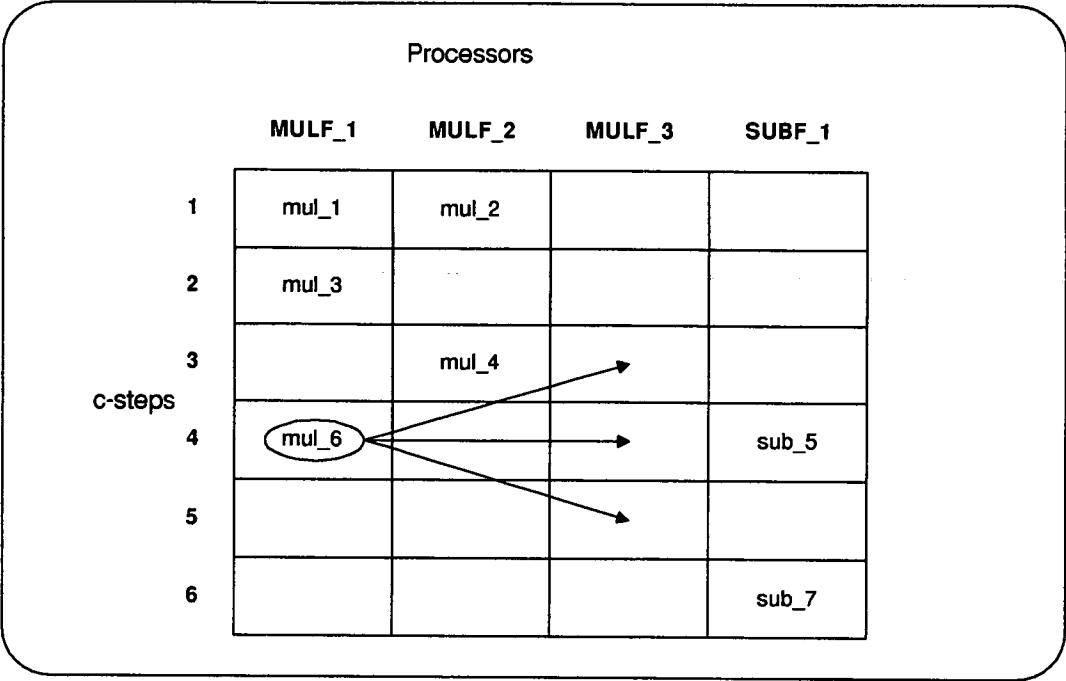 Processors
MULF_1 MULF_2 MULF_3 SUBF_1
1 mul_1 mul_2
2 mul_3
3 mul_4
c-steps
4 mul_6 sub_5
5
6 sub_7